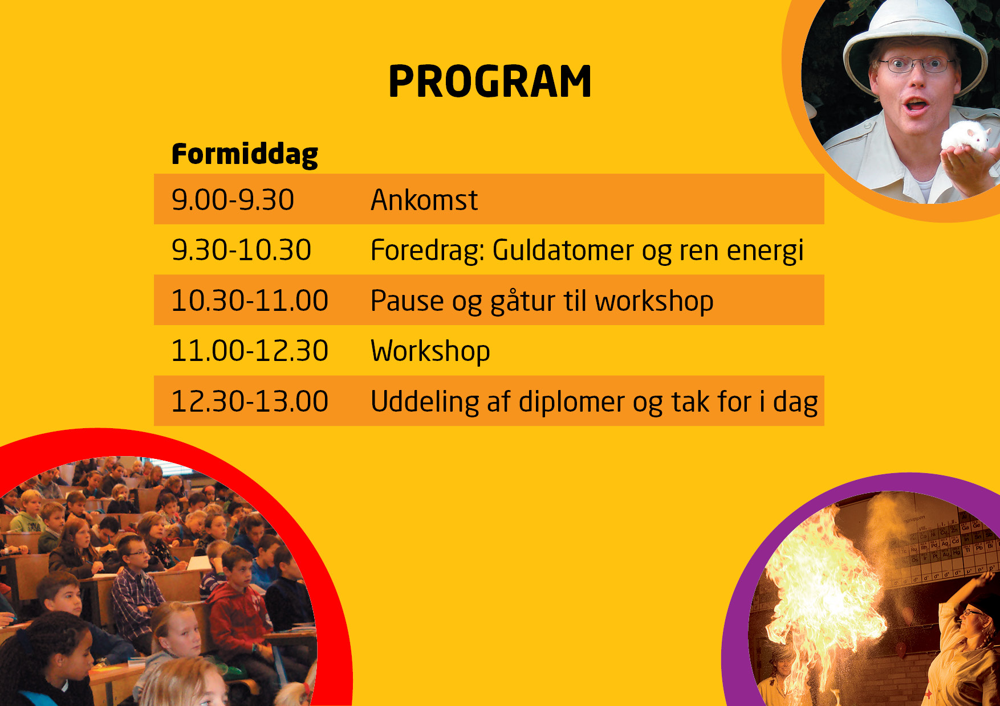 PROGRAM
Formiddag
9.00-9.30 Ankomst
9.30-10.30 Foredrag: Guldatomer og ren energi
10.30-11.00 Pause og gåtur til workshop
11.00-12.30 Workshop
12.30-13.00 Uddeling af diplomer og tak for i dag